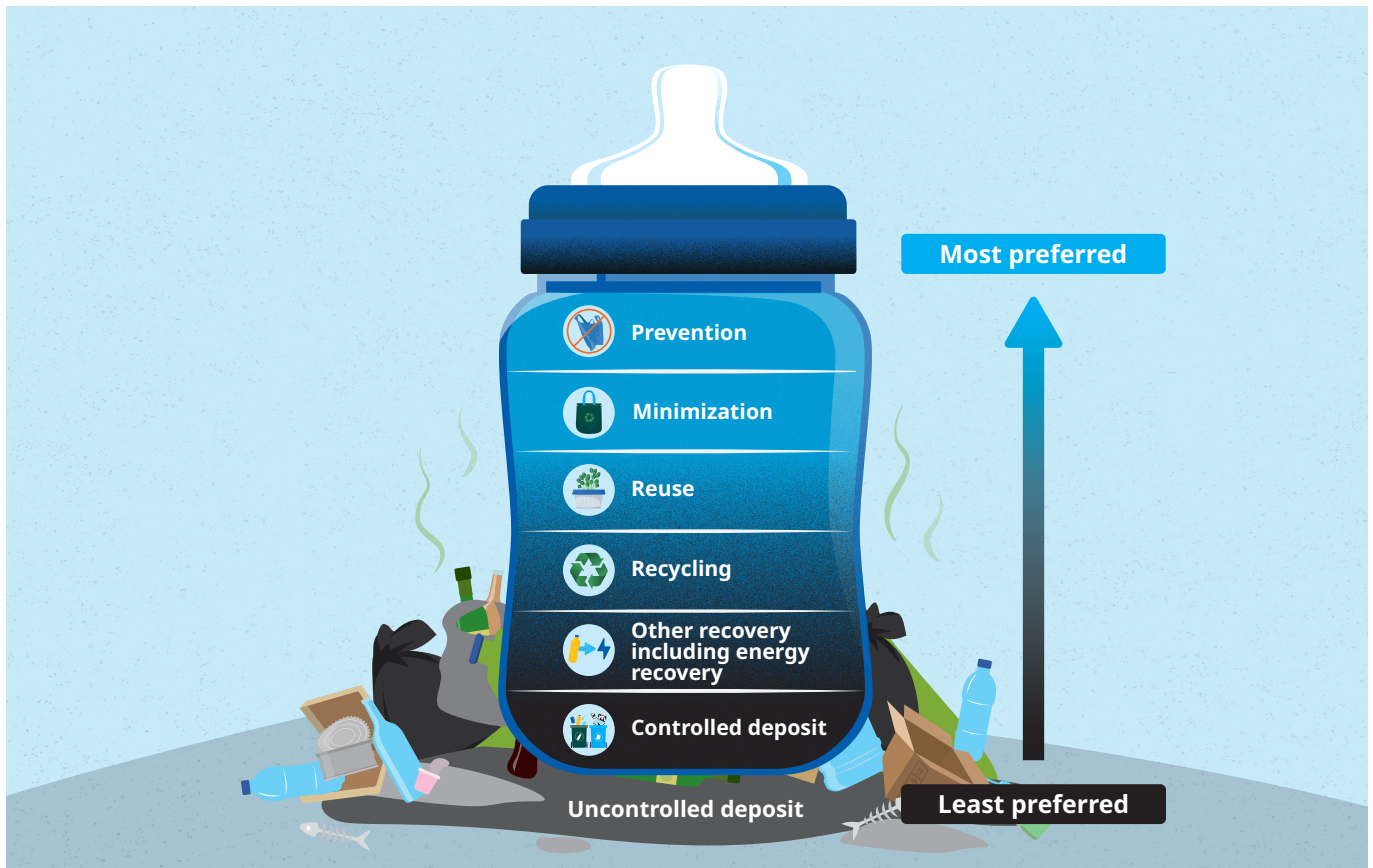 Most preferred
Prevention
Minimization
Reuse
Recycling
Other recovery
including energy
recovery
Controlled deposit
Uncontrolled deposit
Least preferred